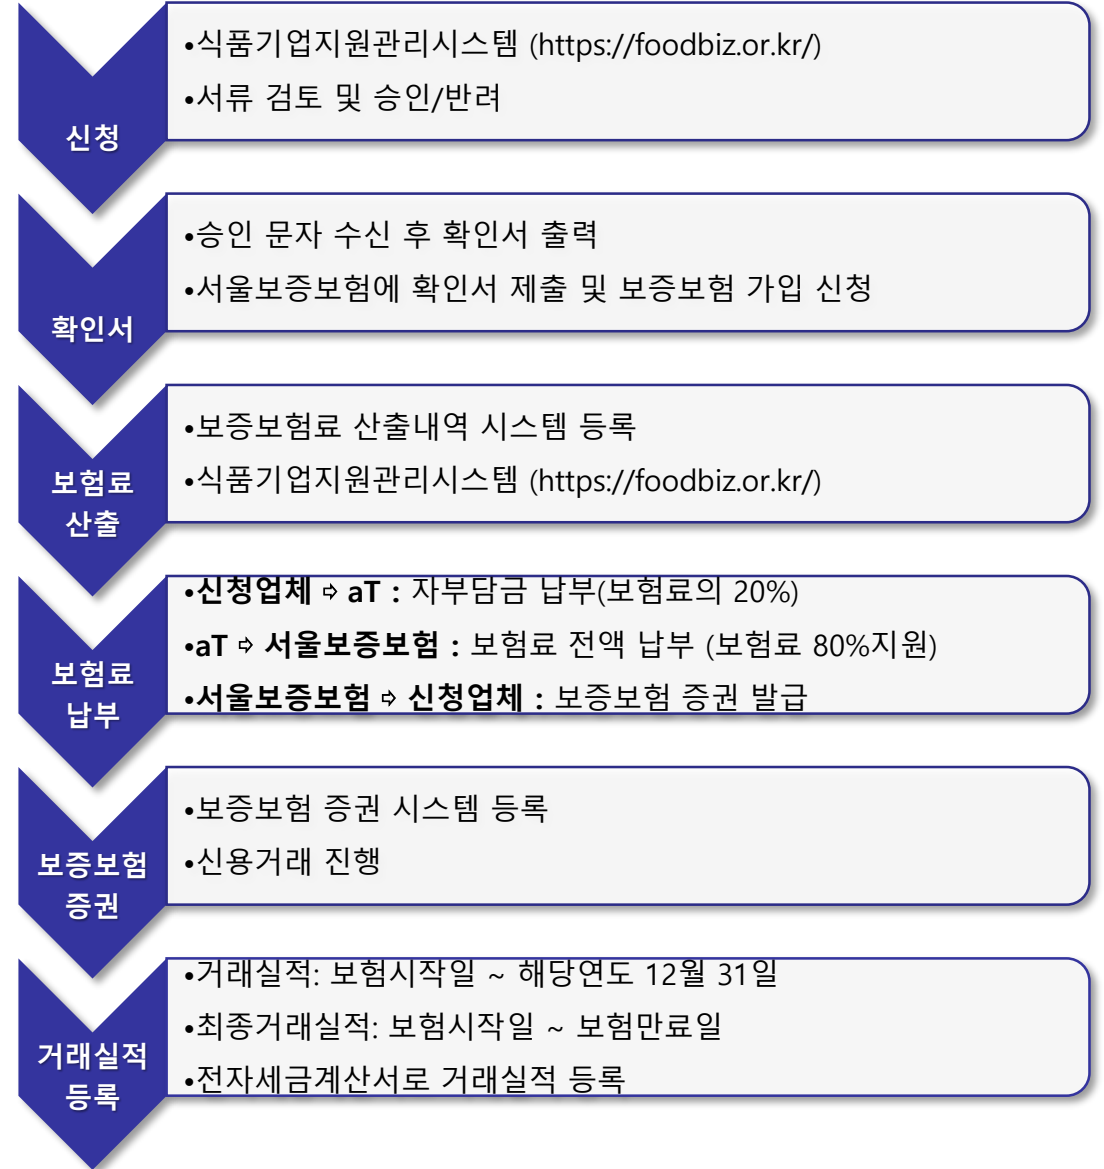 신청
•식품기업지원관리시스템 (https://foodbiz.or.kr/)
•서류 검토 및 승인/반려
확인서
•승인 문자 수신 후 확인서 출력
•서울보증보험에 확인서 제출 및 보증보험 가입 신청
보험료
산출
•보증보험료 산출내역 시스템 등록
•식품기업지원관리시스템 (https://foodbiz.or.kr/)
보험료
납부
•신청업체 ⇨ aT : 자부담금 납부(보험료의 20%)
•aT ⇨ 서울보증보험 : 보험료 전액 납부 (보험료 80%지원)
•서울보증보험 ⇨ 신청업체 : 보증보험 증권 발급
보증보험
증권
•보증보험 증권 시스템 등록
•신용거래 진행
거래실적
등록
•거래실적: 보험시작일 ~ 해당연도 12월 31일
•최종거래실적: 보험시작일 ~ 보험만료일
•전자세금계산서로 거래실적 등록